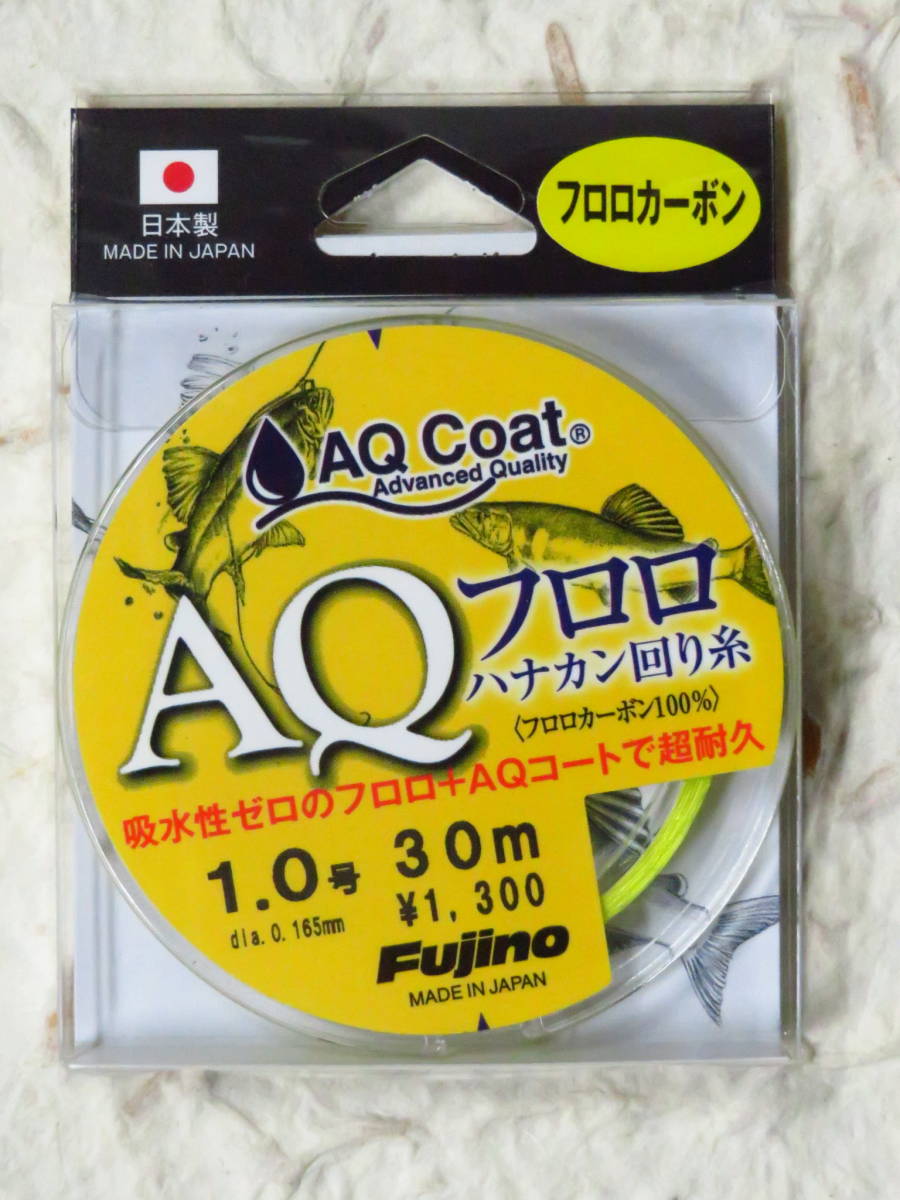 日本製
MADE IN JAPAN
フロロカーボン
AQ Coat®
Advanced Quality
AQ
フロロ
ハナカン回り糸
〈フロロカーボン100%〉
吸水性ゼロのフロロ+AQコートで超耐久
1.0号 30m
dia.0.165mm ¥1,300
Fujino
MADE IN JAPAN